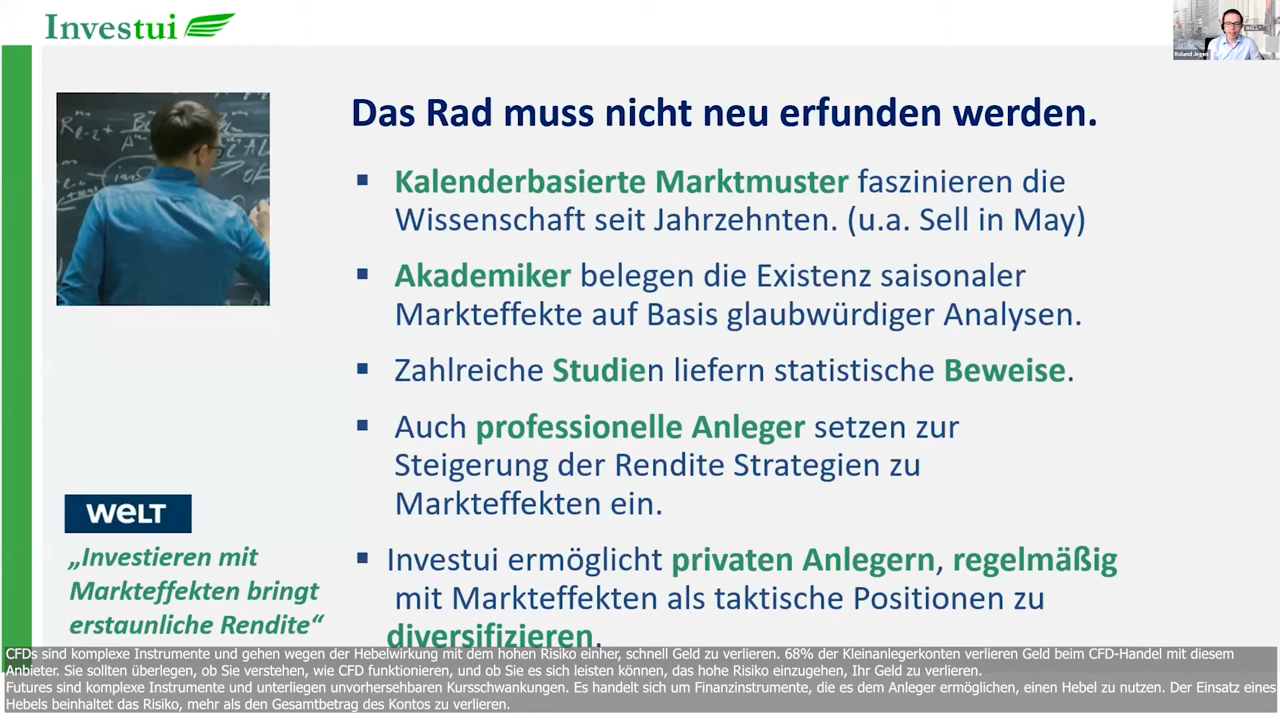 Investui
Roland Jegen
Das Rad muss nicht neu erfunden werden.
▪ Kalenderbasierte Marktmuster faszinieren die
Wissenschaft seit Jahrzehnten. (u.a. Sell in May)
▪ Akademiker belegen die Existenz saisonaler
Markteffekte auf Basis glaubwürdiger Analysen.
▪ Zahlreiche Studien liefern statistische Beweise.
▪ Auch professionelle Anleger setzen zur
Steigerung der Rendite Strategien zu
Markteffekten ein.
▪ Investui ermöglicht privaten Anlegern, regelmäßig
mit Markteffekten als taktische Positionen zu
diversifizieren.
WELT
„Investieren mit
Markteffekten bringt
erstaunliche Rendite“
CFDs sind komplexe Instrumente und gehen wegen der Hebelwirkung mit dem hohen Risiko einher, schnell Geld zu verlieren. 68% der Kleinanlegerkonten verlieren Geld beim CFD-Handel mit diesem
Anbieter. Sie sollten überlegen, ob Sie verstehen, wie CFD funktionieren, und ob Sie es sich leisten können, das hohe Risiko einzugehen, Ihr Geld zu verlieren.
Futures sind komplexe Instrumente und unterliegen unvorhersehbaren Kursschwankungen. Es handelt sich um Finanzinstrumente, die es dem Anleger ermöglichen, einen Hebel zu nutzen. Der Einsatz eines
Hebels beinhaltet das Risiko, mehr als den Gesamtbetrag des Kontos zu verlieren.